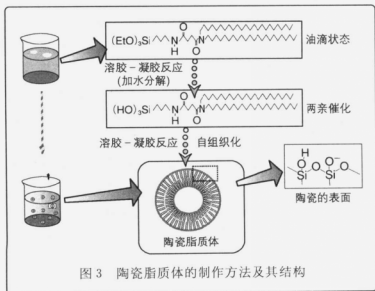 (EtO)₃Si N H O N O 油滴状态
溶胶－凝胶反应
(加水分解)
(HO)₃Si N H O N O 两亲催化
溶胶－凝胶反应 自组织化
H O O⁻
Si O Si
陶瓷的表面
陶瓷脂质体
图3 陶瓷脂质体的制作方法及其结构